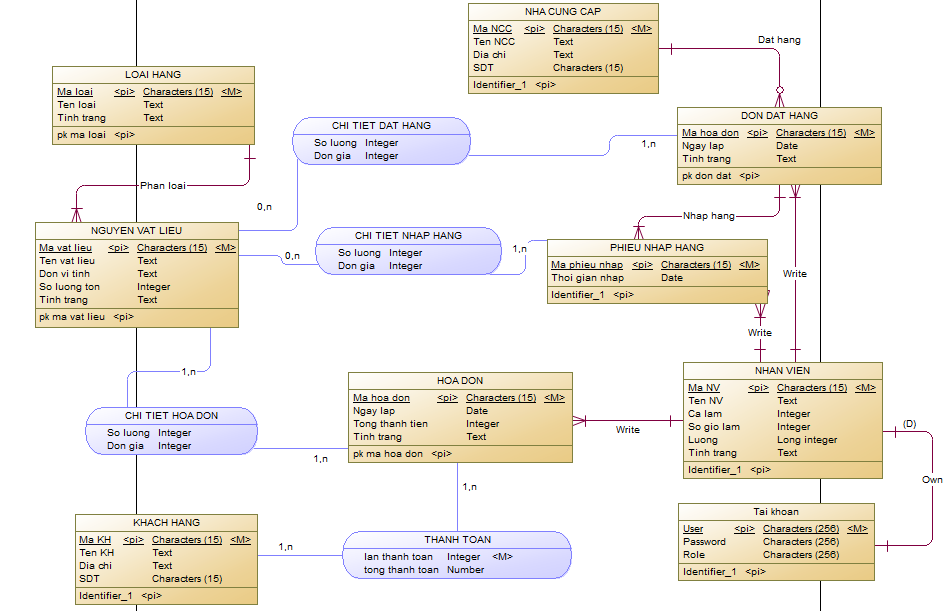 NHA CUNG CAP
Ma NCC <pi> Characters (15) <M>
Ten NCC Text
Dia chi Text
SDT Characters (15)
Identifier_1 <pi>
Dat hang
LOAI HANG
Ma loai <pi> Characters (15) <M>
Ten loai Text
Tinh trang Text
pk ma loai <pi>
CHI TIET DAT HANG
So luong Integer
Don gia Integer
1,n
DON DAT HANG
Ma hoa don <pi> Characters (15) <M>
Ngay lap Date
Tinh trang Text
pk don dat <pi>
Phan loai
0,n
Nhap hang
NGUYEN VAT LIEU
Ma vat lieu <pi> Characters (15) <M>
Ten vat lieu Text
Don vi tinh Text
So luong ton Integer
Tinh trang Text
pk ma vat lieu <pi>
0,n
CHI TIET NHAP HANG
So luong Integer
Don gia Integer
1,n
PHIEU NHAP HANG
Ma phieu nhap <pi> Characters (15) <M>
Thoi gian nhap Date
Identifier_1 <pi>
Write
Write
1,n
CHI TIET HOA DON
So luong Integer
Don gia Integer
1,n
HOA DON
Ma hoa don <pi> Characters (15) <M>
Ngay lap Date
Tong thanh tien Integer
Tinh trang Text
pk ma hoa don <pi>
Write
NHAN VIEN
Ma NV <pi> Characters (15) <M>
Ten NV Text
Ca lam Integer
So gio lam Integer
Luong Long integer
Tinh trang Text
Identifier_1 <pi>
(D)
Own
1,n
KHACH HANG
Ma KH <pi> Characters (15) <M>
Ten KH Text
Dia chi Text
SDT Characters (15)
Identifier_1 <pi>
1,n
THANH TOAN
lan thanh toan Integer <M>
tong thanh toan Number
Tai khoan
User <pi> Characters (256) <M>
Password Characters (256)
Role Characters (256)
Identifier_1 <pi>